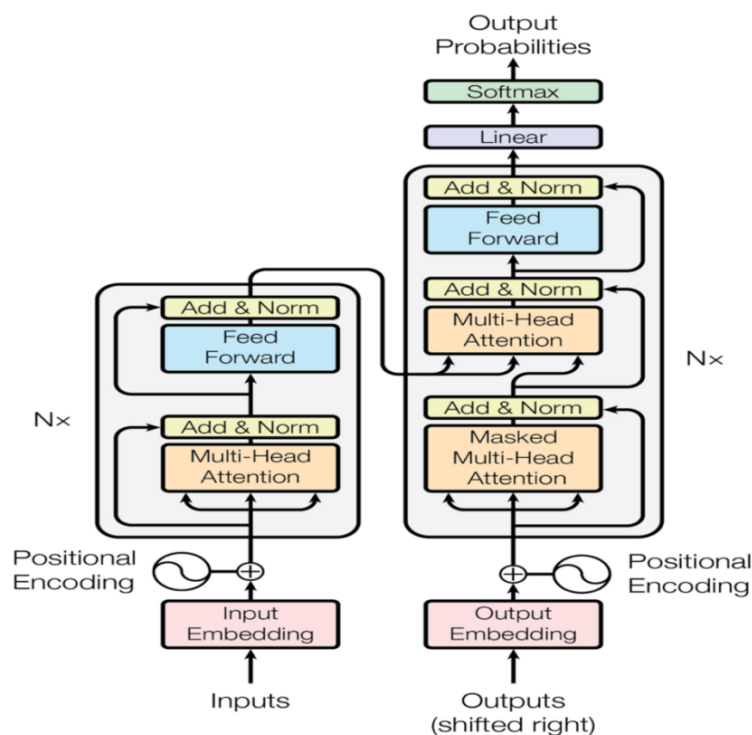 Output
Probabilities
Softmax
Linear
Add & Norm
Feed
Forward
Add & Norm
Multi-Head
Attention
Add & Norm
Masked
Multi-Head
Attention
Nx
Add & Norm
Feed
Forward
Add & Norm
Multi-Head
Attention
Nx
Positional
Encoding
Positional
Encoding
Input
Embedding
Output
Embedding
Inputs
Outputs
(shifted right)